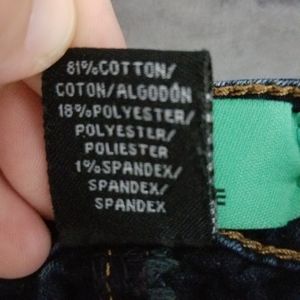 81%COTTON/
COTON/ALGODÓN
18%POLYESTER/
POLYESTER/
POLIESTER
1%SPANDEX/
SPANDEX/
SPANDEX